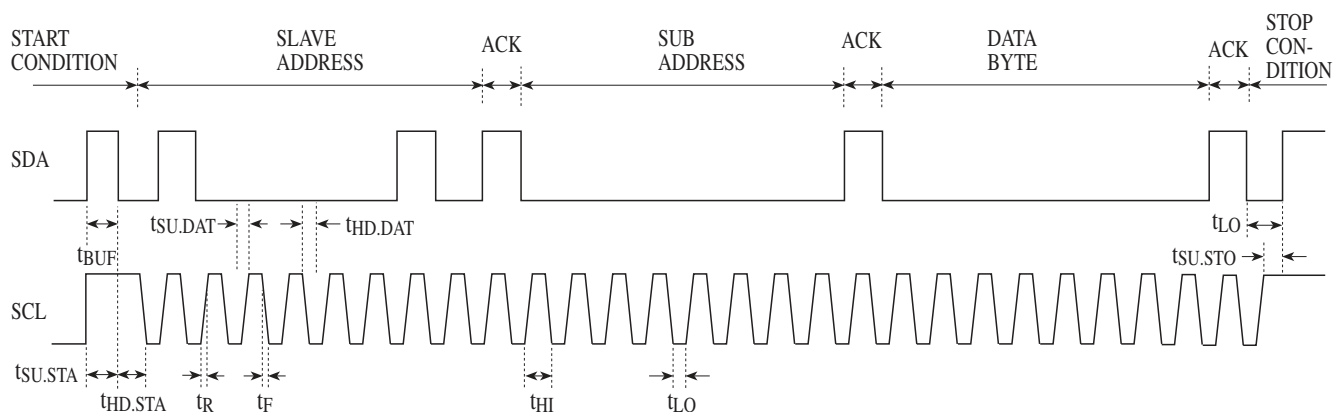 START
CONDITION
SLAVE
ADDRESS
ACK
SUB
ADDRESS
ACK
DATA
BYTE
ACK
STOP
CON-
DITION
SDA
tSU.DAT
tHD.DAT
tLO
tBUF
tSU.STO
SCL
tSU.STA
tHD.STA
tR
tF
tHI
tLO